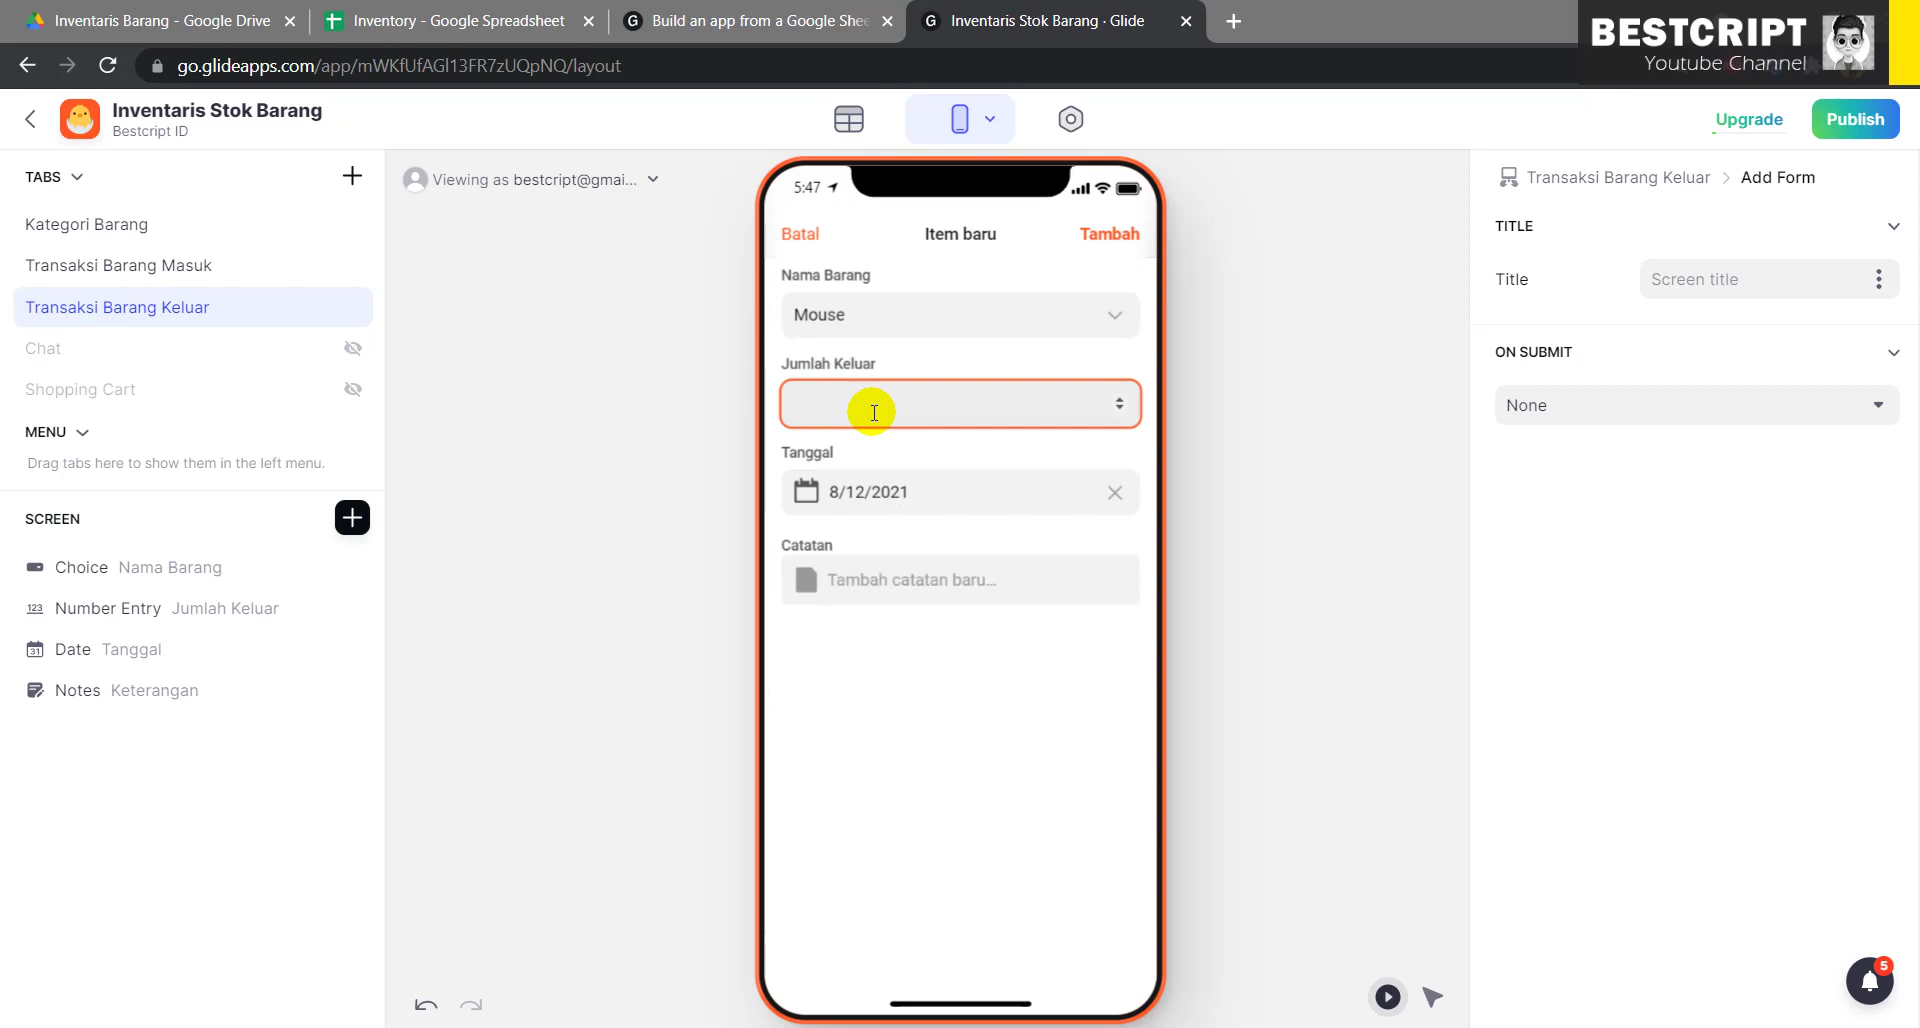 Inventaris Barang - Google Drive
Inventory - Google Spreadsheet
Build an app from a Google Shee
Inventaris Stok Barang · Glide
BESTCRIPT
Youtube Channel
go.glideapps.com/app/mWKfUfAGl13FR7zUQpNQ/layout
Inventaris Stok Barang
Bestcript ID
Upgrade
Publish
TABS
Kategori Barang
Transaksi Barang Masuk
Transaksi Barang Keluar
Chat
Shopping Cart
MENU
Drag tabs here to show them in the left menu.
SCREEN
Choice Nama Barang
123 Number Entry Jumlah Keluar
31 Date Tanggal
Notes Keterangan
Viewing as bestcript@gmai...
5:47
Batal
Item baru
Tambah
Nama Barang
Mouse
Jumlah Keluar
Tanggal
8/12/2021
Catatan
Tambah catatan baru...
Transaksi Barang Keluar > Add Form
TITLE
Title
Screen title
ON SUBMIT
None
5